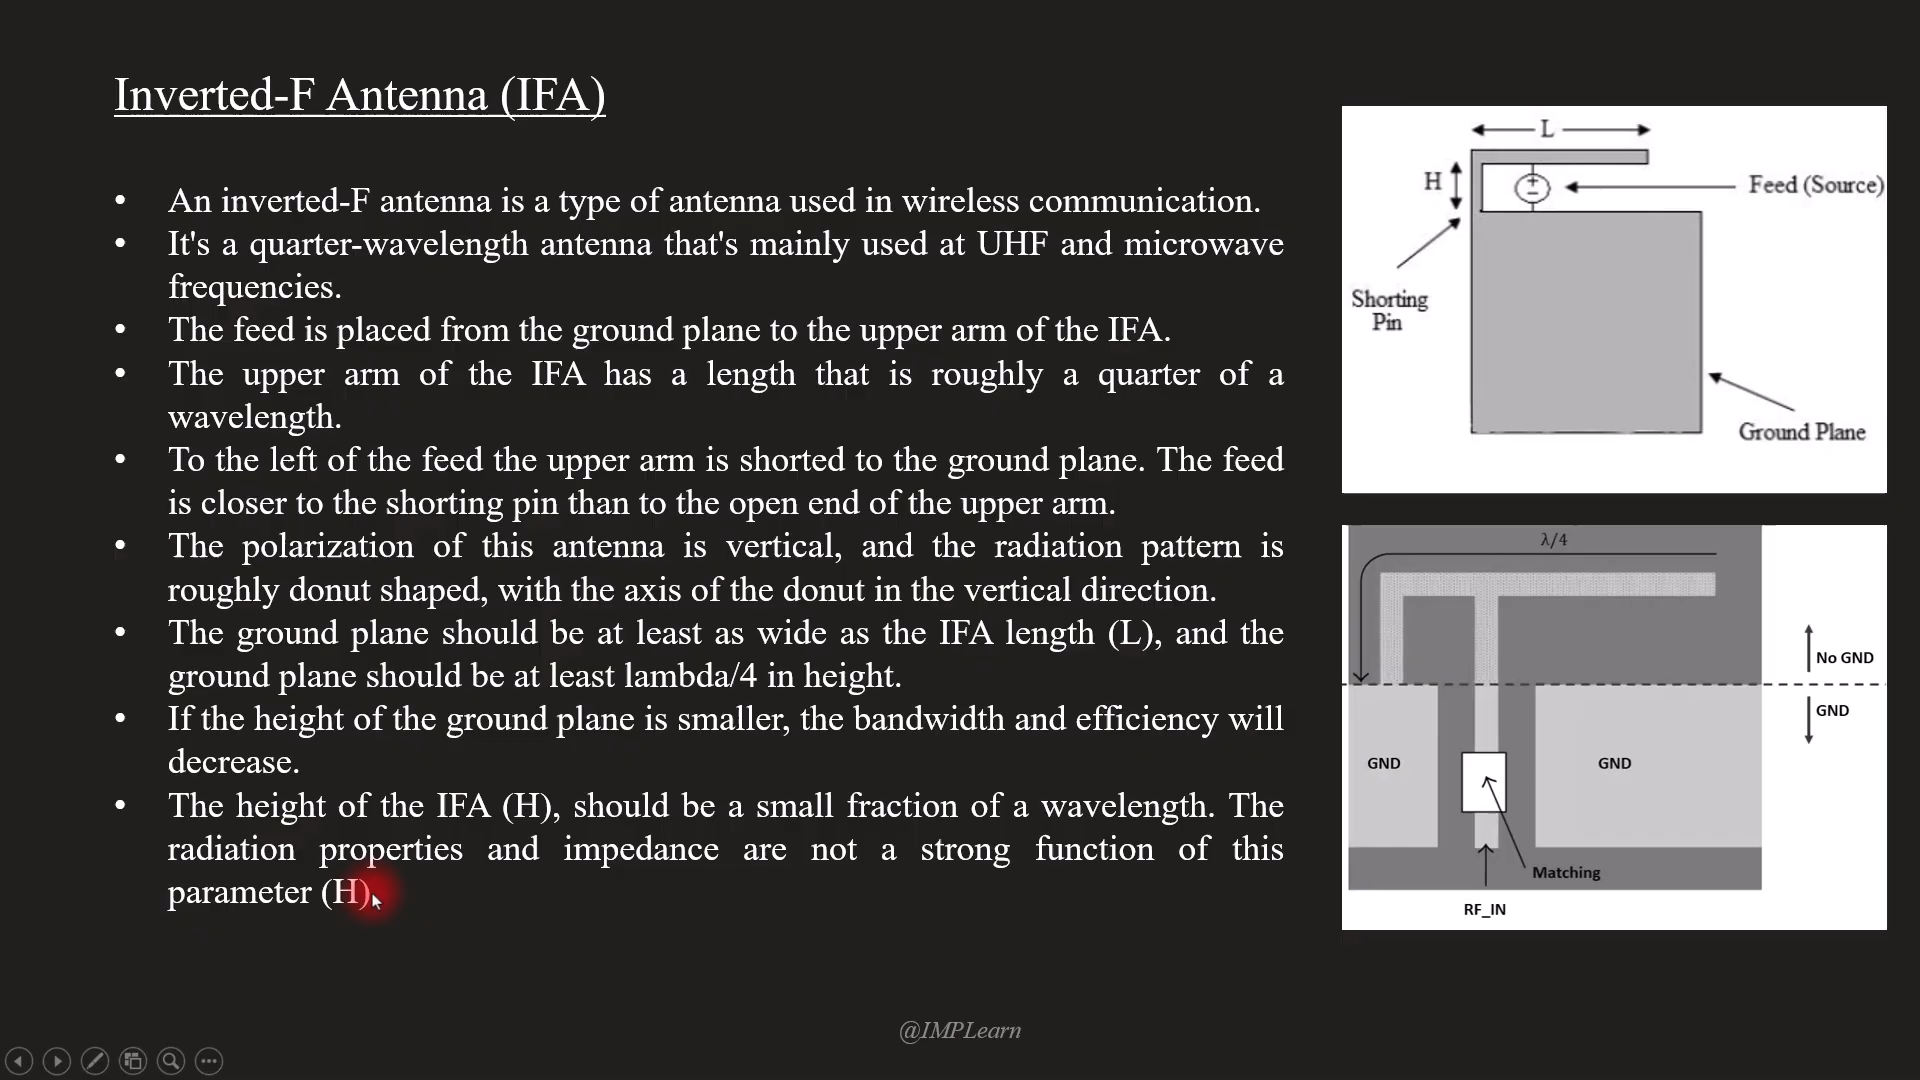 Inverted-F Antenna (IFA)
• An inverted-F antenna is a type of antenna used in wireless communication.
• It's a quarter-wavelength antenna that's mainly used at UHF and microwave
frequencies.
• The feed is placed from the ground plane to the upper arm of the IFA.
• The upper arm of the IFA has a length that is roughly a quarter of a
wavelength.
• To the left of the feed the upper arm is shorted to the ground plane. The feed
is closer to the shorting pin than to the open end of the upper arm.
• The polarization of this antenna is vertical, and the radiation pattern is
roughly donut shaped, with the axis of the donut in the vertical direction.
• The ground plane should be at least as wide as the IFA length (L), and the
ground plane should be at least lambda/4 in height.
• If the height of the ground plane is smaller, the bandwidth and efficiency will
decrease.
• The height of the IFA (H), should be a small fraction of a wavelength. The
radiation properties and impedance are not a strong function of this
parameter (H).
L
H
Feed (Source)
Shorting
Pin
Ground Plane
λ/4
No GND
GND
GND
GND
Matching
RF_IN
@IMPLearn